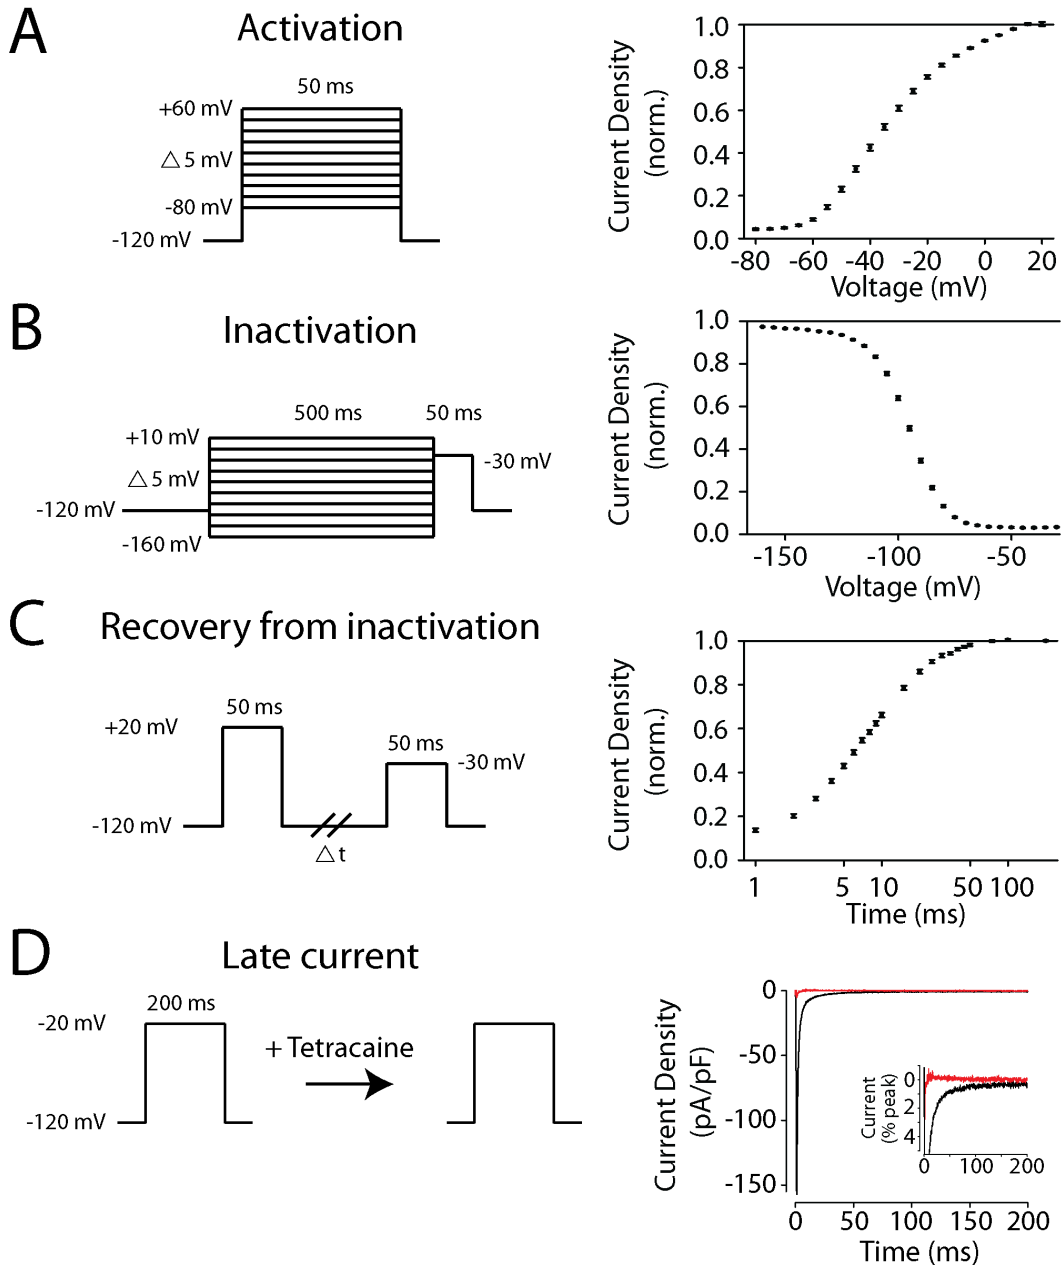 A
Activation
50 ms
+60 mV
△ 5 mV
-80 mV
-120 mV
Current Density
(norm.)
1.0
0.8
0.6
0.4
0.2
0.0
-80 -60 -40 -20 0 20
Voltage (mV)
B
Inactivation
500 ms
50 ms
+10 mV
△ 5 mV
-30 mV
-120 mV
-160 mV
Current Density
(norm.)
1.0
0.8
0.6
0.4
0.2
0.0
-150 -100 -50
Voltage (mV)
C
Recovery from inactivation
50 ms
+20 mV
50 ms
-30 mV
-120 mV
△ t
Current Density
(norm.)
1.0
0.8
0.6
0.4
0.2
0.0
1 5 10 50 100
Time (ms)
D
Late current
200 ms
-20 mV
+ Tetracaine
-120 mV
Current Density
(pA/pF)
0
-50
-100
-150
0 50 100 150 200
Time (ms)
Current
(% peak)
0
2
4
0 100 200